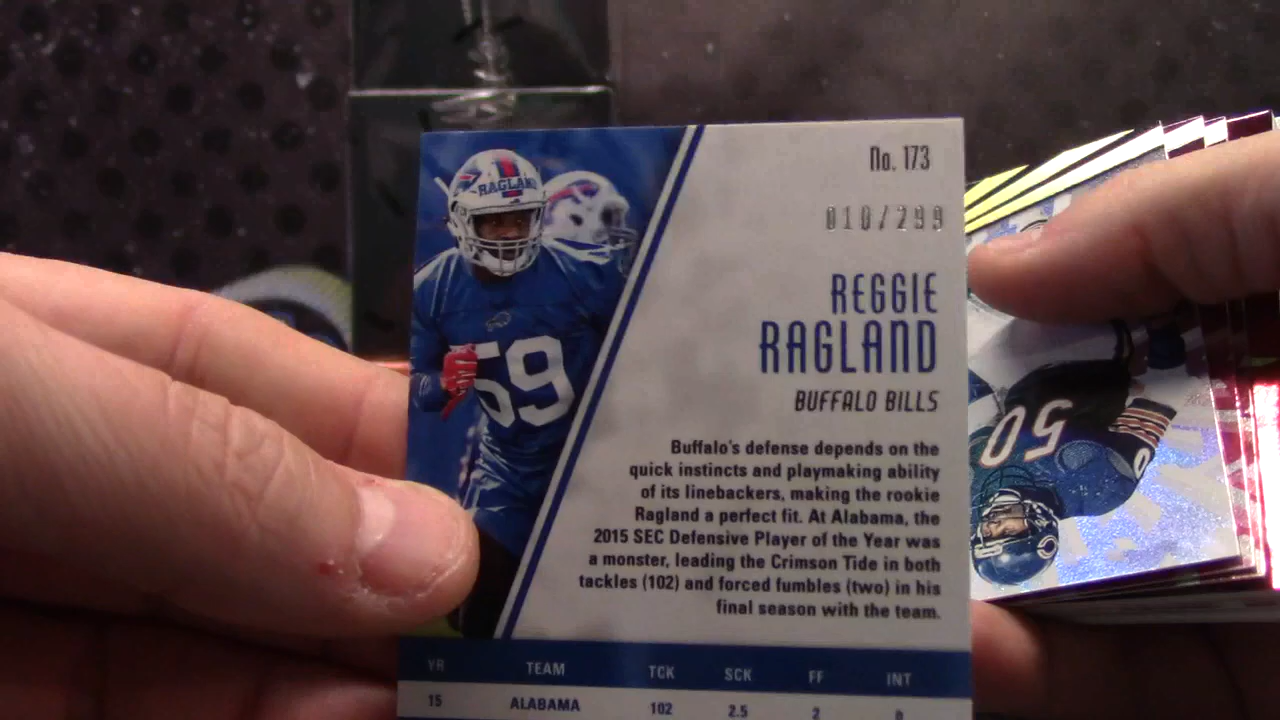 No. 173
010/299
RAGLAND
59
REGGIE
RAGLAND
BUFFALO BILLS
Buffalo's defense depends on the
quick instincts and playmaking ability
of its linebackers, making the rookie
Ragland a perfect fit. At Alabama, the
2015 SEC Defensive Player of the Year was
a monster, leading the Crimson Tide in both
tackles (102) and forced fumbles (two) in his
final season with the team.
YR TEAM TCK SCK FF INT
15 ALABAMA 102 2.5 2 0
50